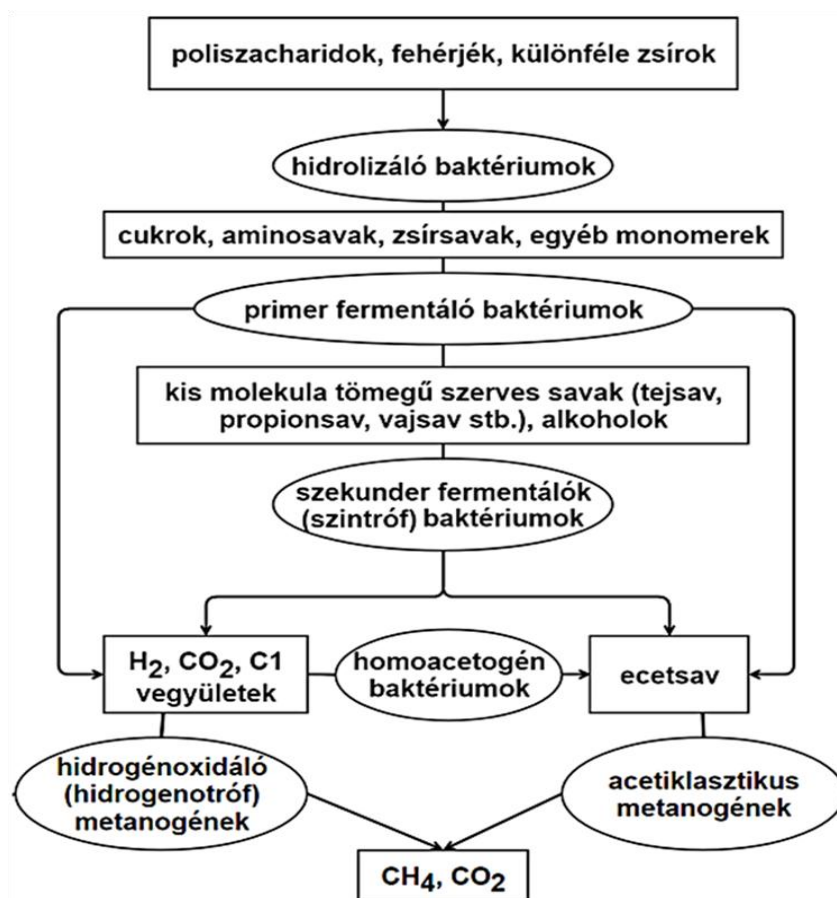 poliszacharidok, fehérjék, különféle zsírok
hidrolizáló baktériumok
cukrok, aminosavak, zsírsavak, egyéb monomerek
primer fermentáló baktériumok
kis molekula tömegű szerves savak (tejsav,
propionsav, vajsav stb.), alkoholok
szekunder fermentálók
(szintróf) baktériumok
H2, CO2, C1
vegyületek
homoacetogén
baktériumok
ecetsav
hidrogénoxidáló
(hidrogenotróf)
metanogének
acetiklasztikus
metanogének
CH4, CO2